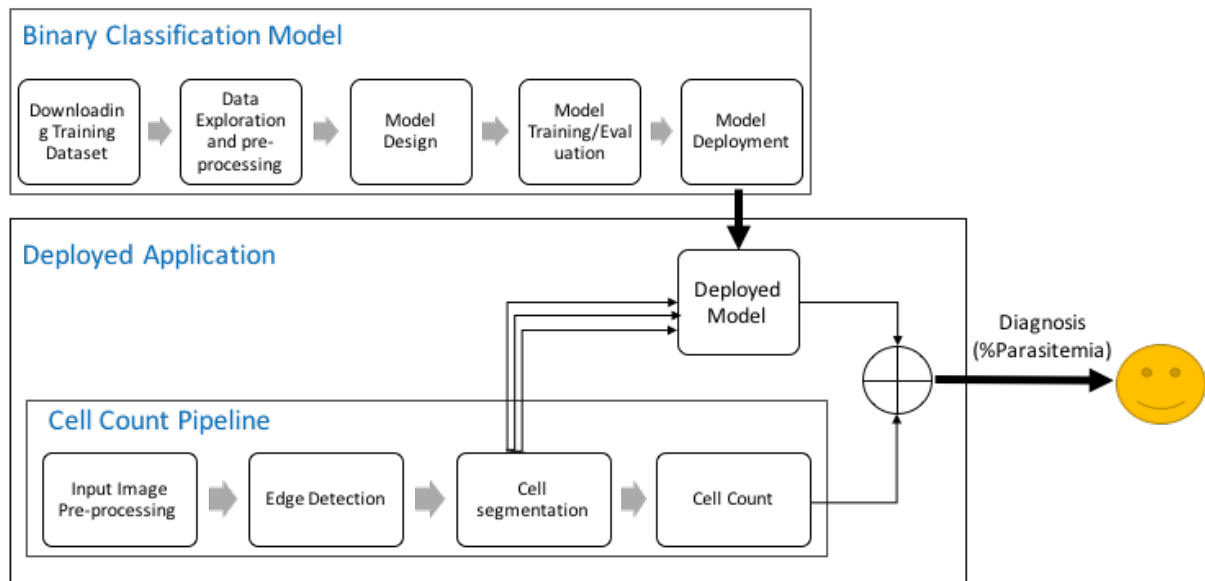 Binary Classification Model
Downloadin
g Training
Dataset
Data
Exploration
and pre-
processing
Model
Design
Model
Training/Eval
uation
Model
Deployment
Deployed Application
Deployed
Model
Diagnosis
(%Parasitemia)
Cell Count Pipeline
Input Image
Pre-processing
Edge Detection
Cell
segmentation
Cell Count